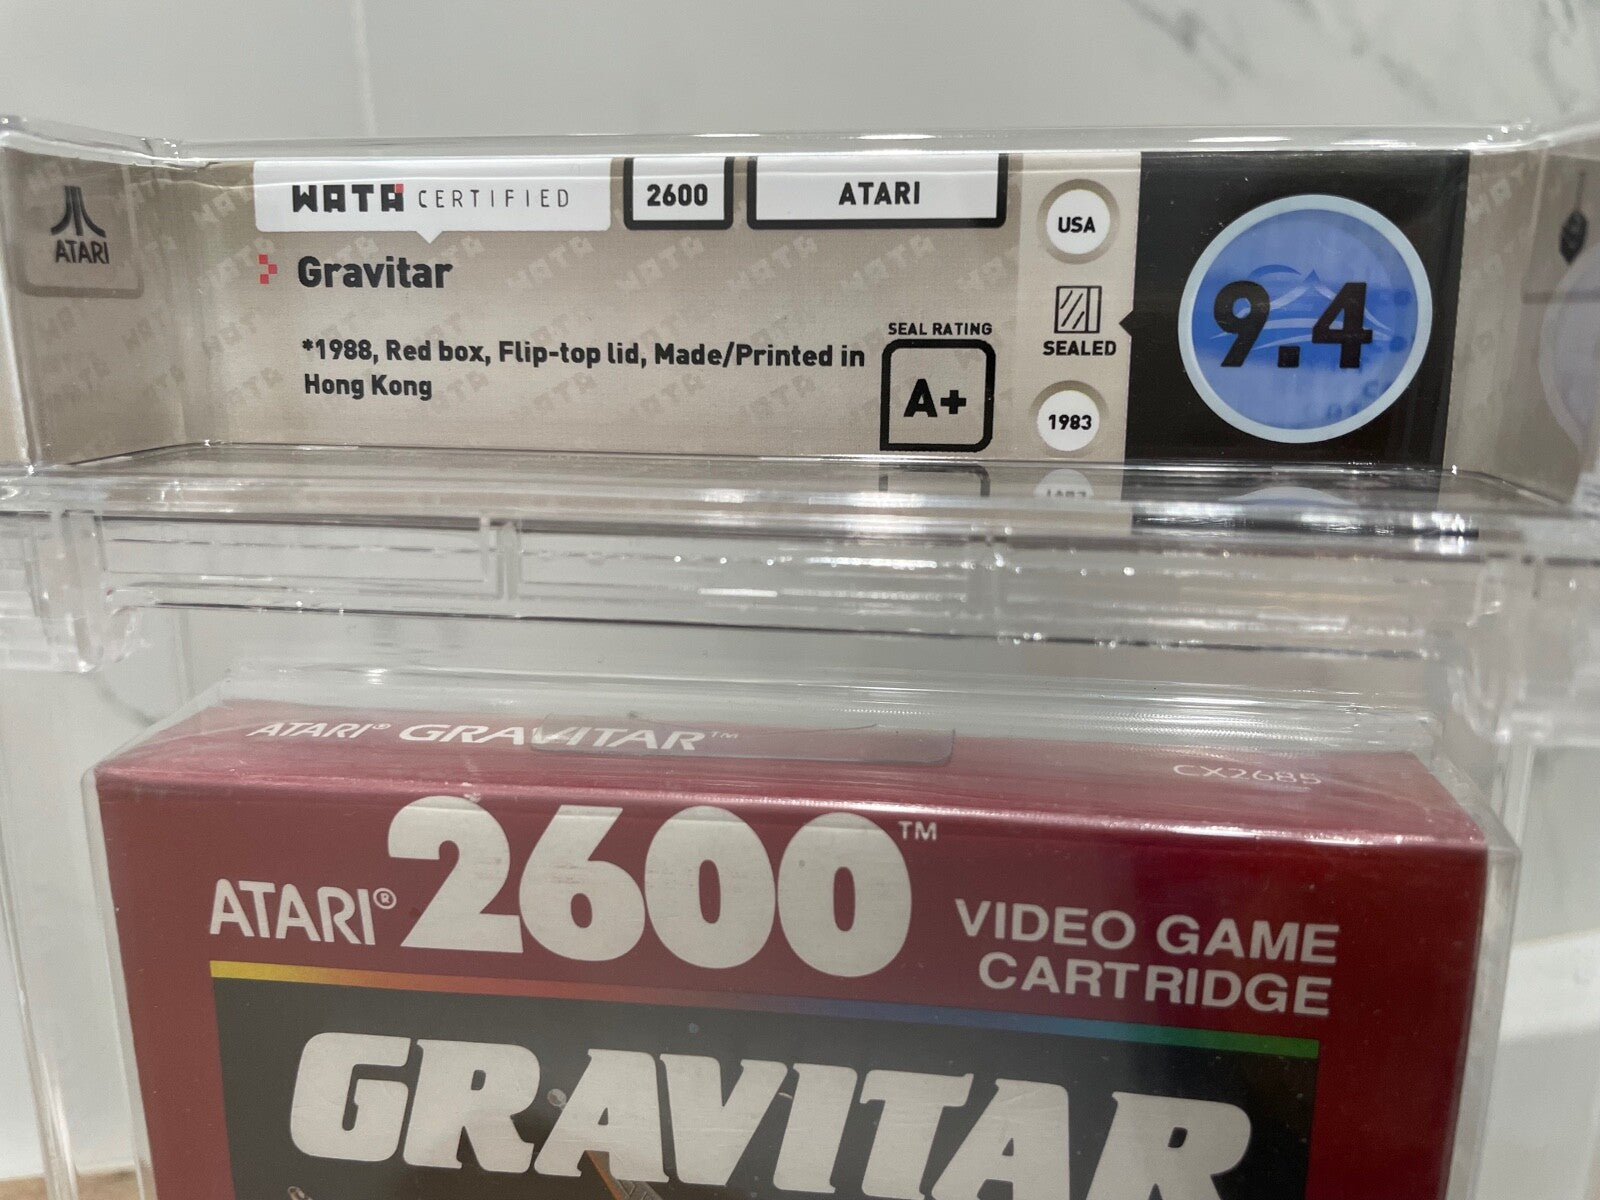 ATARI
WATA CERTIFIED
2600
ATARI
USA
Gravitar
9.4
SEAL RATING
*1988, Red box, Flip-top lid, Made/Printed in
Hong Kong
SEALED
A+
1983
ATARI® GRAVITAR™
CX2685
ATARI® 2600™
VIDEO GAME
CARTRIDGE
GRAVITAR